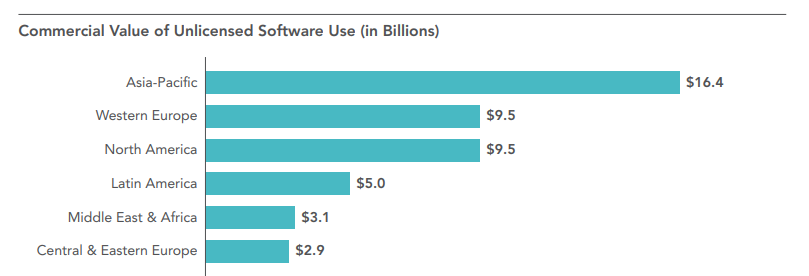 Commercial Value of Unlicensed Software Use (in Billions)
Asia-Pacific $16.4
Western Europe $9.5
North America $9.5
Latin America $5.0
Middle East & Africa $3.1
Central & Eastern Europe $2.9